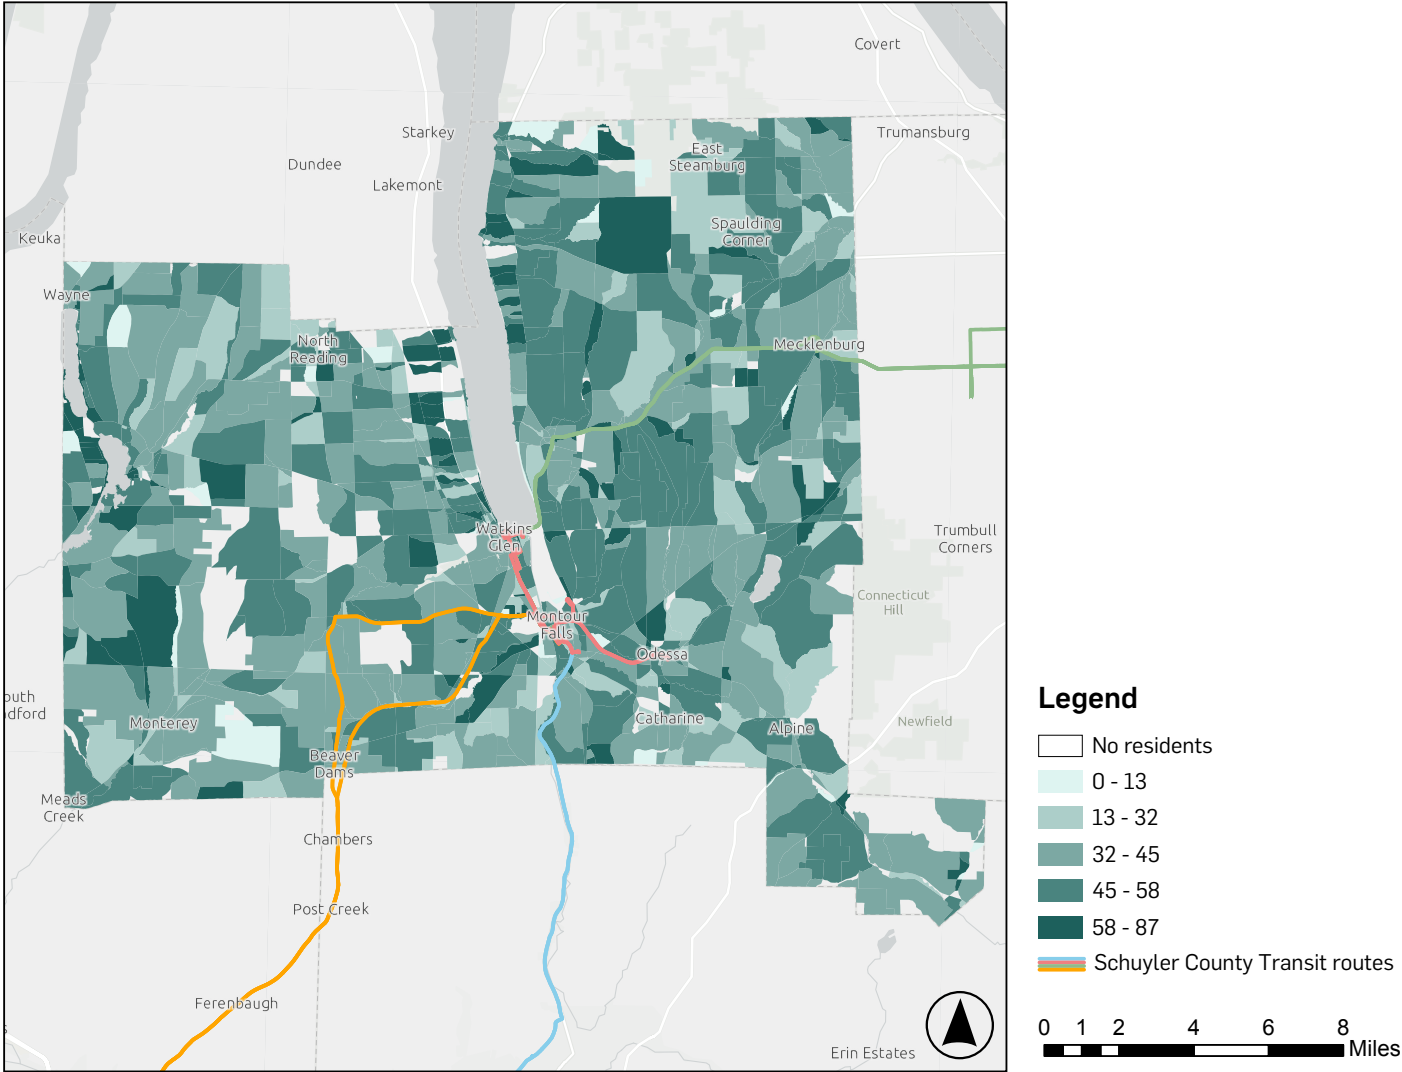 Covert
Starkey
Trumansburg
Dundee
East
Steamburg
Lakemont
Spaulding
Corner
Keuka
Wayne
North
Reading
Mecklenburg
Watkins
Glen
Trumbull
Corners
Connecticut
Hill
Montour
Falls
Odessa
outh
dford
Monterey
Catharine
Alpine
Newfield
Beaver
Dams
Meads
Creek
Chambers
Post Creek
Ferenbaugh
Erin Estates
Legend
No residents
0 - 13
13 - 32
32 - 45
45 - 58
58 - 87
Schuyler County Transit routes
0 1 2 4 6 8
Miles